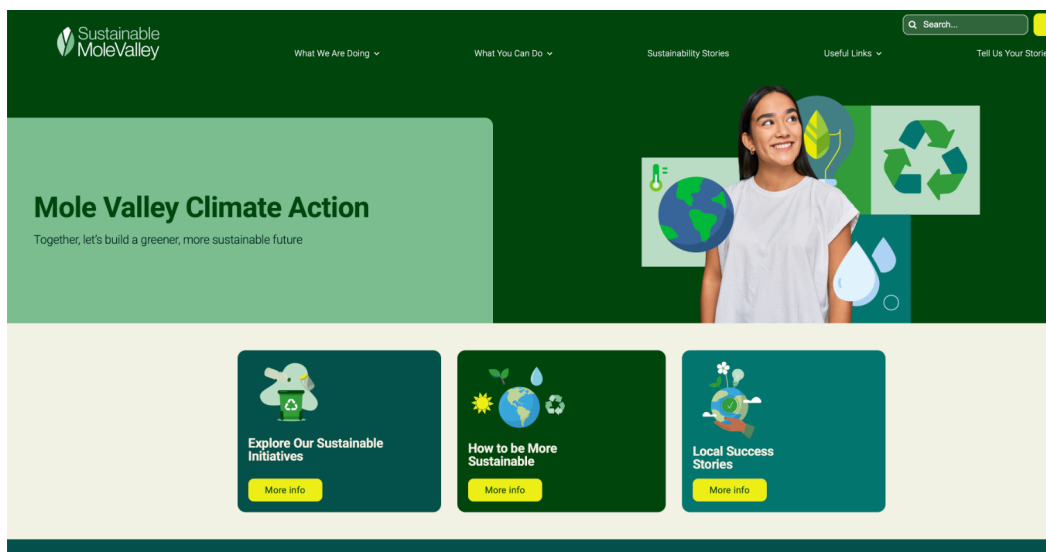 Sustainable
MoleValley
Search...
What We Are Doing
What You Can Do
Sustainability Stories
Useful Links
Tell Us Your Storie
Mole Valley Climate Action
Together, let's build a greener, more sustainable future
Explore Our Sustainable
Initiatives
More info
How to be More
Sustainable
More info
Local Success
Stories
More info